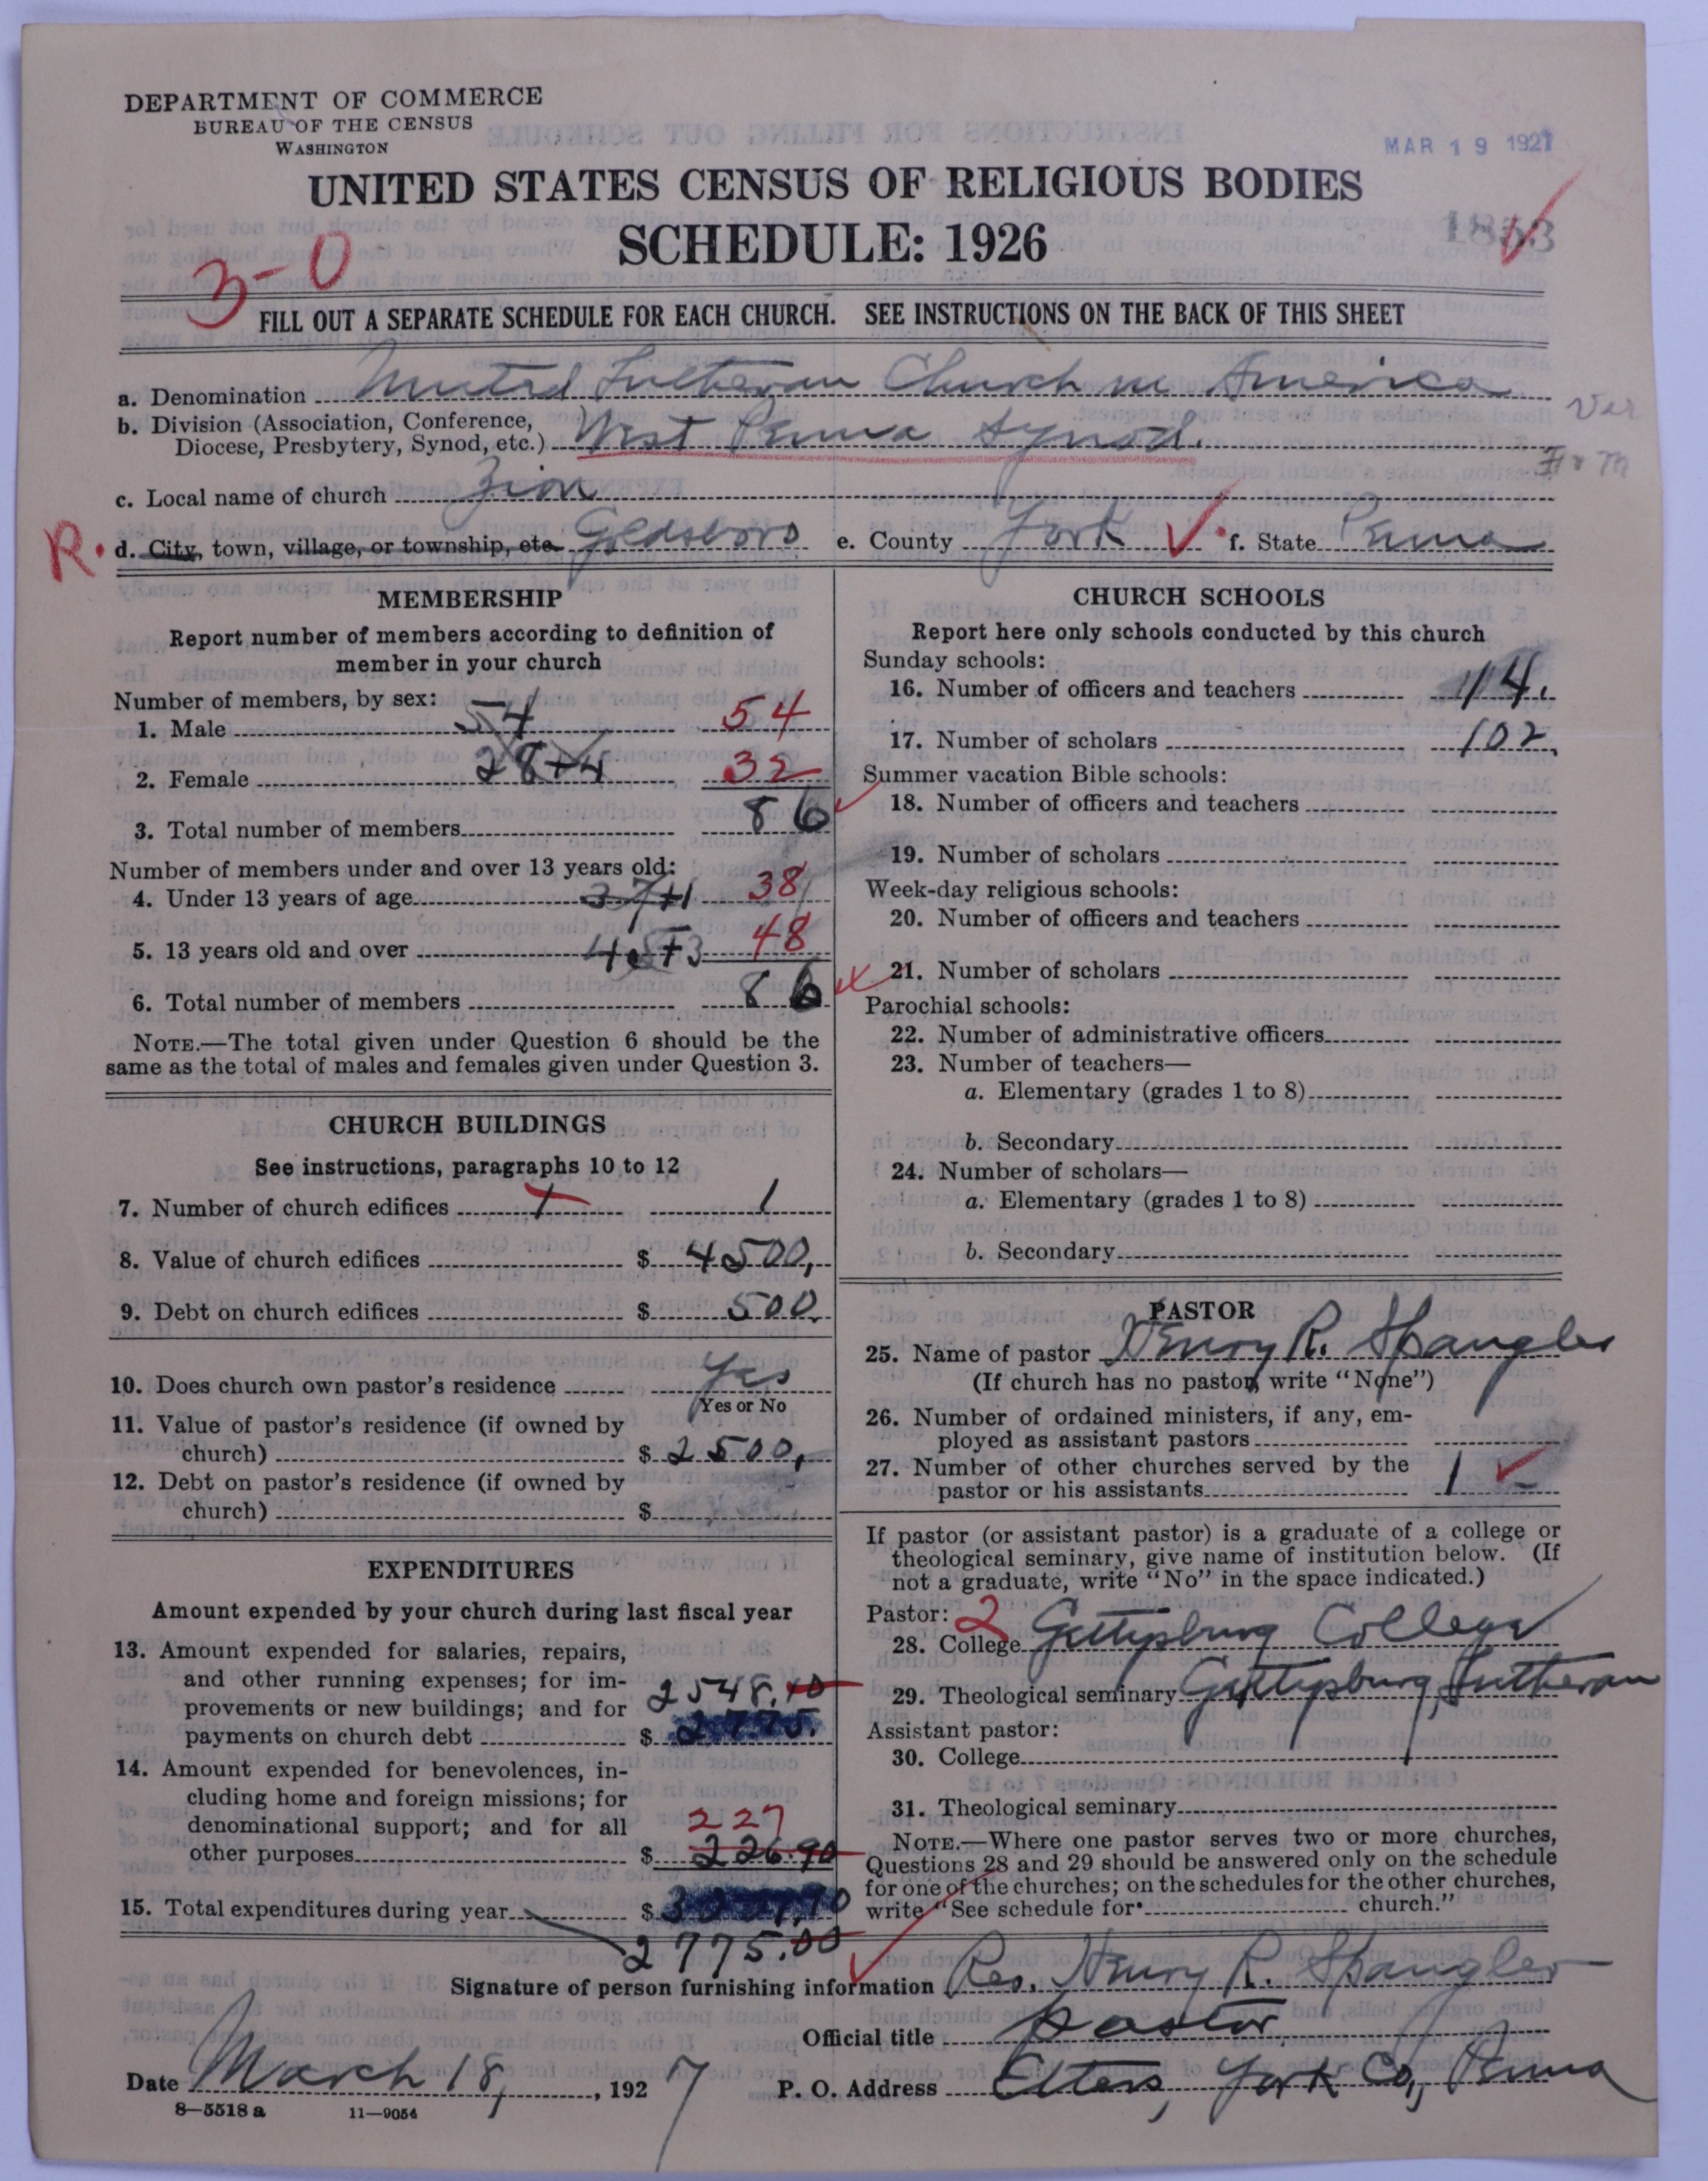 DEPARTMENT OF COMMERCE
BUREAU OF THE CENSUS
WASHINGTON
MAR 19 1927
UNITED STATES CENSUS OF RELIGIOUS BODIES
SCHEDULE: 1926
3-0
FILL OUT A SEPARATE SCHEDULE FOR EACH CHURCH. SEE INSTRUCTIONS ON THE BACK OF THIS SHEET
a. Denomination United Lutheran Church in America
b. Division (Association, Conference,
Diocese, Presbytery, Synod, etc.) West Penna Synod.
c. Local name of church Zion
R. d. City, town, village, or township, etc. Goldsboro e. County York f. State Penna
MEMBERSHIP
Report number of members according to definition of
member in your church
Number of members, by sex:
1. Male 54 54
2. Female 28+4 32
3. Total number of members 86
Number of members under and over 13 years old:
4. Under 13 years of age 37+1 38
5. 13 years old and over 45+3 48
6. Total number of members 86
NOTE.—The total given under Question 6 should be the
same as the total of males and females given under Question 3.
CHURCH BUILDINGS
See instructions, paragraphs 10 to 12
7. Number of church edifices 1 1
8. Value of church edifices $ 4500,
9. Debt on church edifices $ 500.
10. Does church own pastor's residence Yes
Yes or No
11. Value of pastor's residence (if owned by
church) $ 2500,
12. Debt on pastor's residence (if owned by
church) $
EXPENDITURES
Amount expended by your church during last fiscal year
13. Amount expended for salaries, repairs,
and other running expenses; for im-
provements or new buildings; and for 2548.10
payments on church debt $ 2775.
14. Amount expended for benevolences, in-
cluding home and foreign missions; for
denominational support; and for all 227
other purposes $ 226.90
15. Total expenditures during year $
2775.00
CHURCH SCHOOLS
Report here only schools conducted by this church
Sunday schools:
16. Number of officers and teachers 14.
17. Number of scholars 102.
Summer vacation Bible schools:
18. Number of officers and teachers
19. Number of scholars
Week-day religious schools:
20. Number of officers and teachers
21. Number of scholars
Parochial schools:
22. Number of administrative officers
23. Number of teachers—
a. Elementary (grades 1 to 8)
b. Secondary
24. Number of scholars—
a. Elementary (grades 1 to 8)
b. Secondary
PASTOR
25. Name of pastor Henry R. Spangler
(If church has no pastor, write "None")
26. Number of ordained ministers, if any, em-
ployed as assistant pastors
27. Number of other churches served by the
pastor or his assistants 1
If pastor (or assistant pastor) is a graduate of a college or
theological seminary, give name of institution below. (If
not a graduate, write "No" in the space indicated.)
Pastor: 2
28. College Gettysburg College
29. Theological seminary Gettysburg, Lutheran
Assistant pastor:
30. College
31. Theological seminary
NOTE.—Where one pastor serves two or more churches,
Questions 28 and 29 should be answered only on the schedule
for one of the churches; on the schedules for the other churches,
write "See schedule for church."
Signature of person furnishing information Rev. Henry R. Spangler
Official title Pastor
Date March 18, 1927 P. O. Address Etters, York Co., Penna
8—5518 a 11—9054